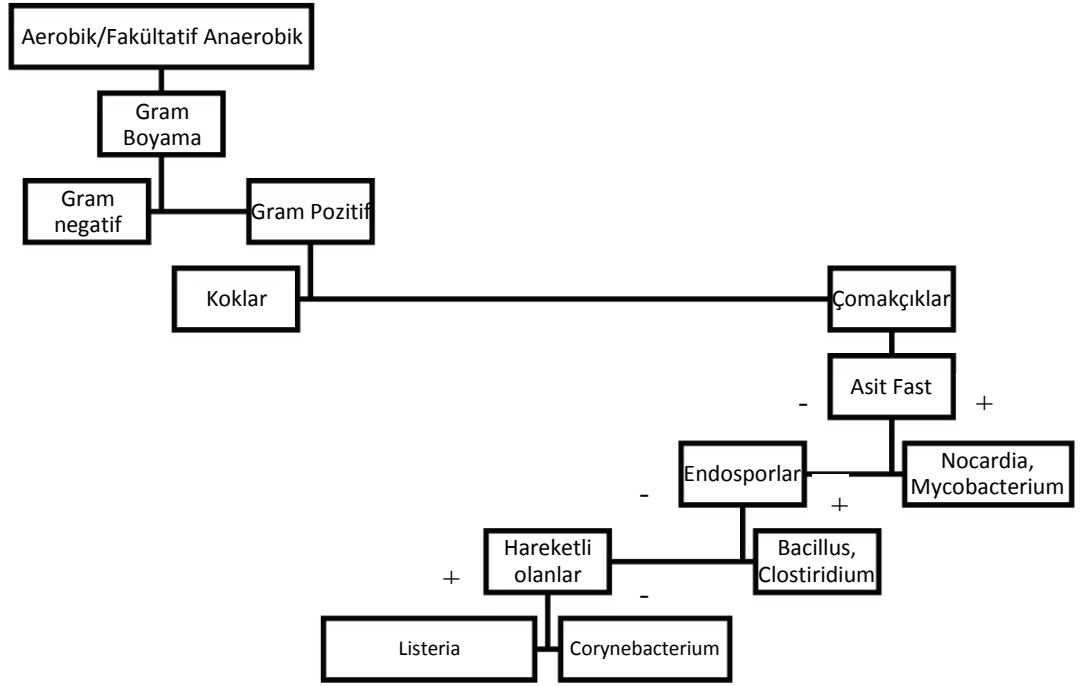 Aerobik/Fakültatif Anaerobik
Gram
Boyama
Gram
negatif
Gram Pozitif
Koklar
Çomakçıklar
Asit Fast
-
+
Endosporlar
Nocardia,
Mycobacterium
-
+
Hareketli
olanlar
Bacillus,
Clostiridium
+
-
Listeria
Corynebacterium